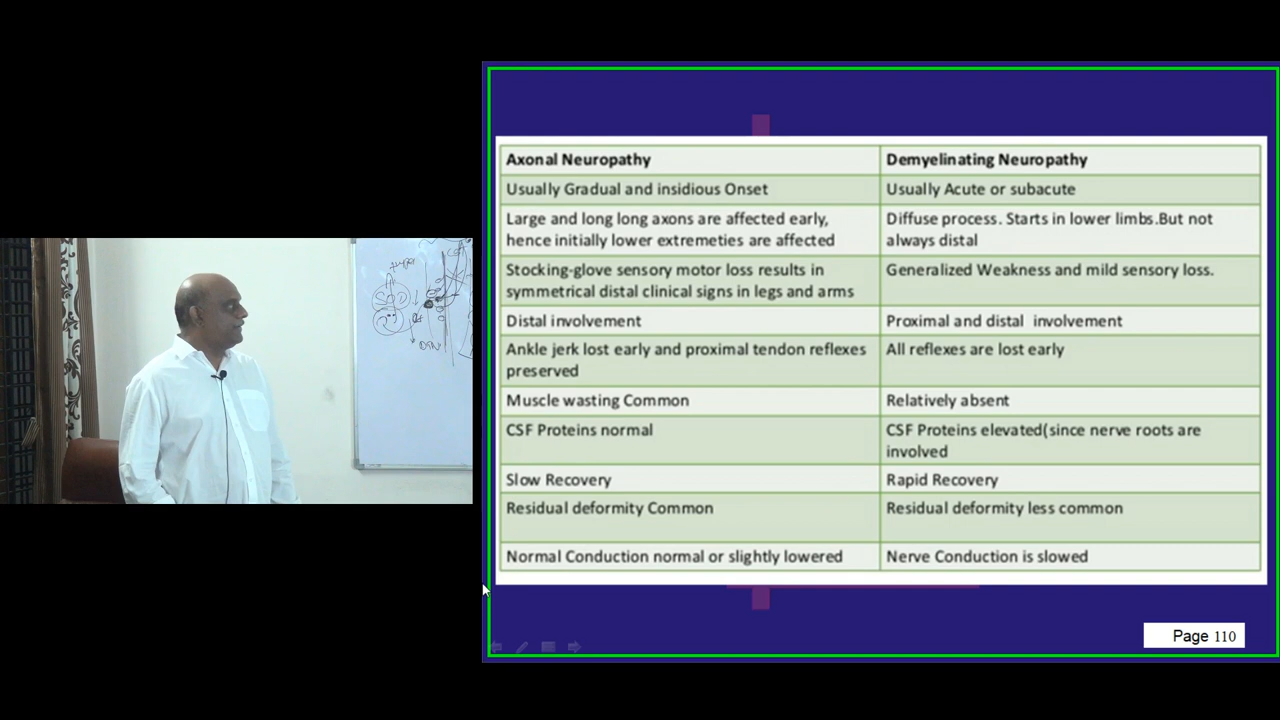 Axonal Neuropathy
Demyelinating Neuropathy
Usually Gradual and insidious Onset
Usually Acute or subacute
Large and long long axons are affected early,
hence initially lower extremeties are affected
Diffuse process. Starts in lower limbs.But not
always distal
Stocking-glove sensory motor loss results in
symmetrical distal clinical signs in legs and arms
Generalized Weakness and mild sensory loss.
Distal involvement
Proximal and distal involvement
Ankle jerk lost early and proximal tendon reflexes
preserved
All reflexes are lost early
Muscle wasting Common
Relatively absent
CSF Proteins normal
CSF Proteins elevated(since nerve roots are
involved
Slow Recovery
Rapid Recovery
Residual deformity Common
Residual deformity less common
Normal Conduction normal or slightly lowered
Nerve Conduction is slowed
Page 110